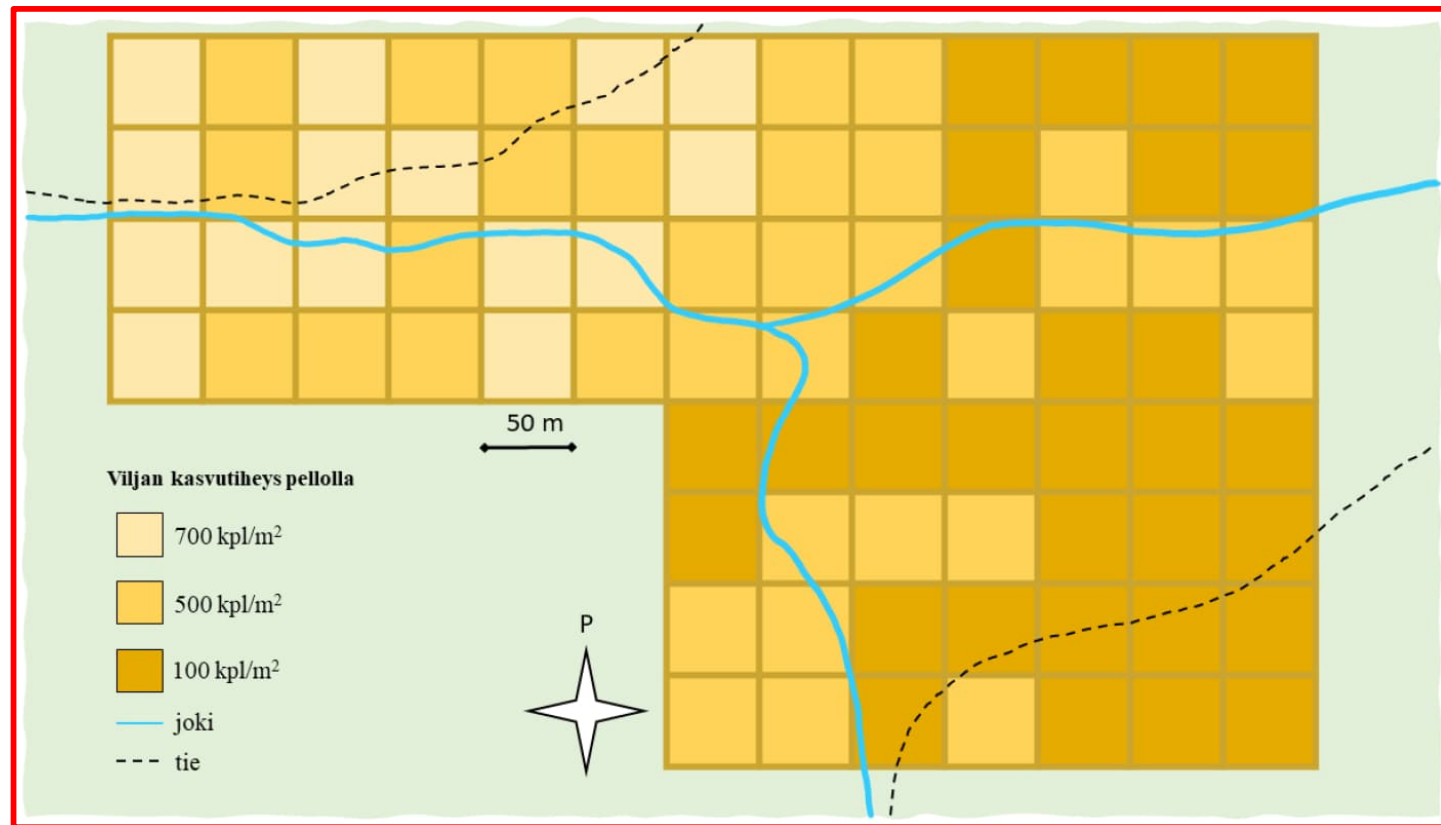 50 m
Viljan kasvutiheys pellolla
700 kpl/m²
500 kpl/m²
P
100 kpl/m²
joki
tie